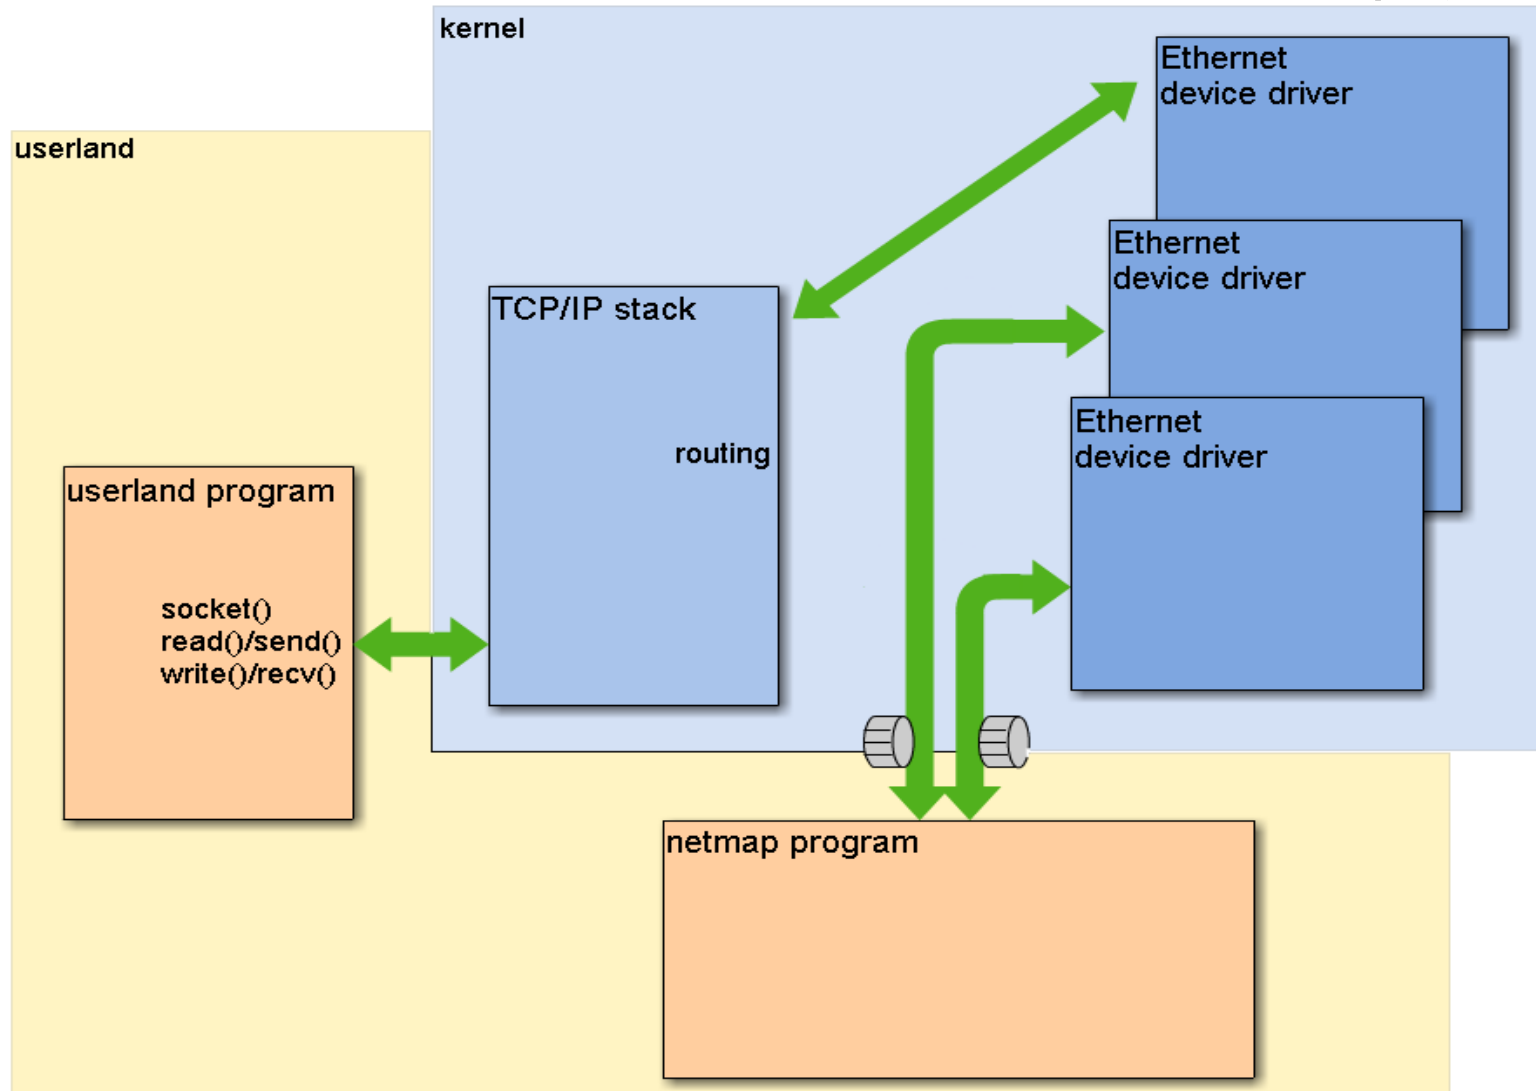 kernel
Ethernet
device driver
userland
Ethernet
device driver
TCP/IP stack
Ethernet
device driver
routing
userland program
socket()
read()/send()
write()/recv()
netmap program